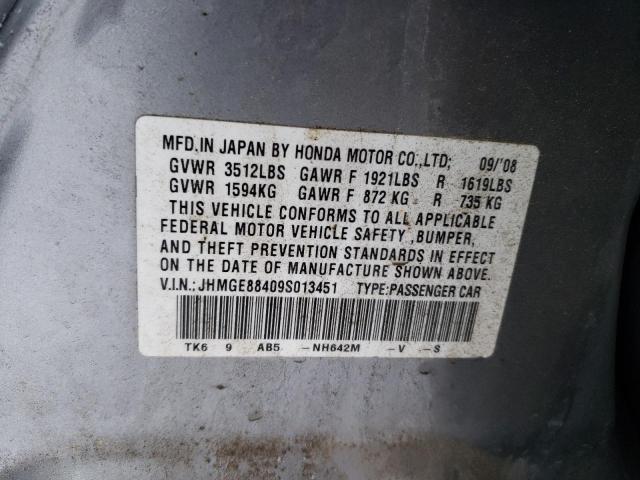 MFD.IN JAPAN BY HONDA MOTOR CO.,LTD; 09/'08
GVWR 3512LBS GAWR F 1921LBS R 1619LBS
GVWR 1594KG GAWR F 872 KG R 735 KG
THIS VEHICLE CONFORMS TO ALL APPLICABLE
FEDERAL MOTOR VEHICLE SAFETY ,BUMPER,
AND THEFT PREVENTION STANDARDS IN EFFECT
ON THE DATE OF MANUFACTURE SHOWN ABOVE.
V.I.N.:JHMGE88409S013451 TYPE:PASSENGER CAR
TK6 9 AB5 -NH642M -V -S